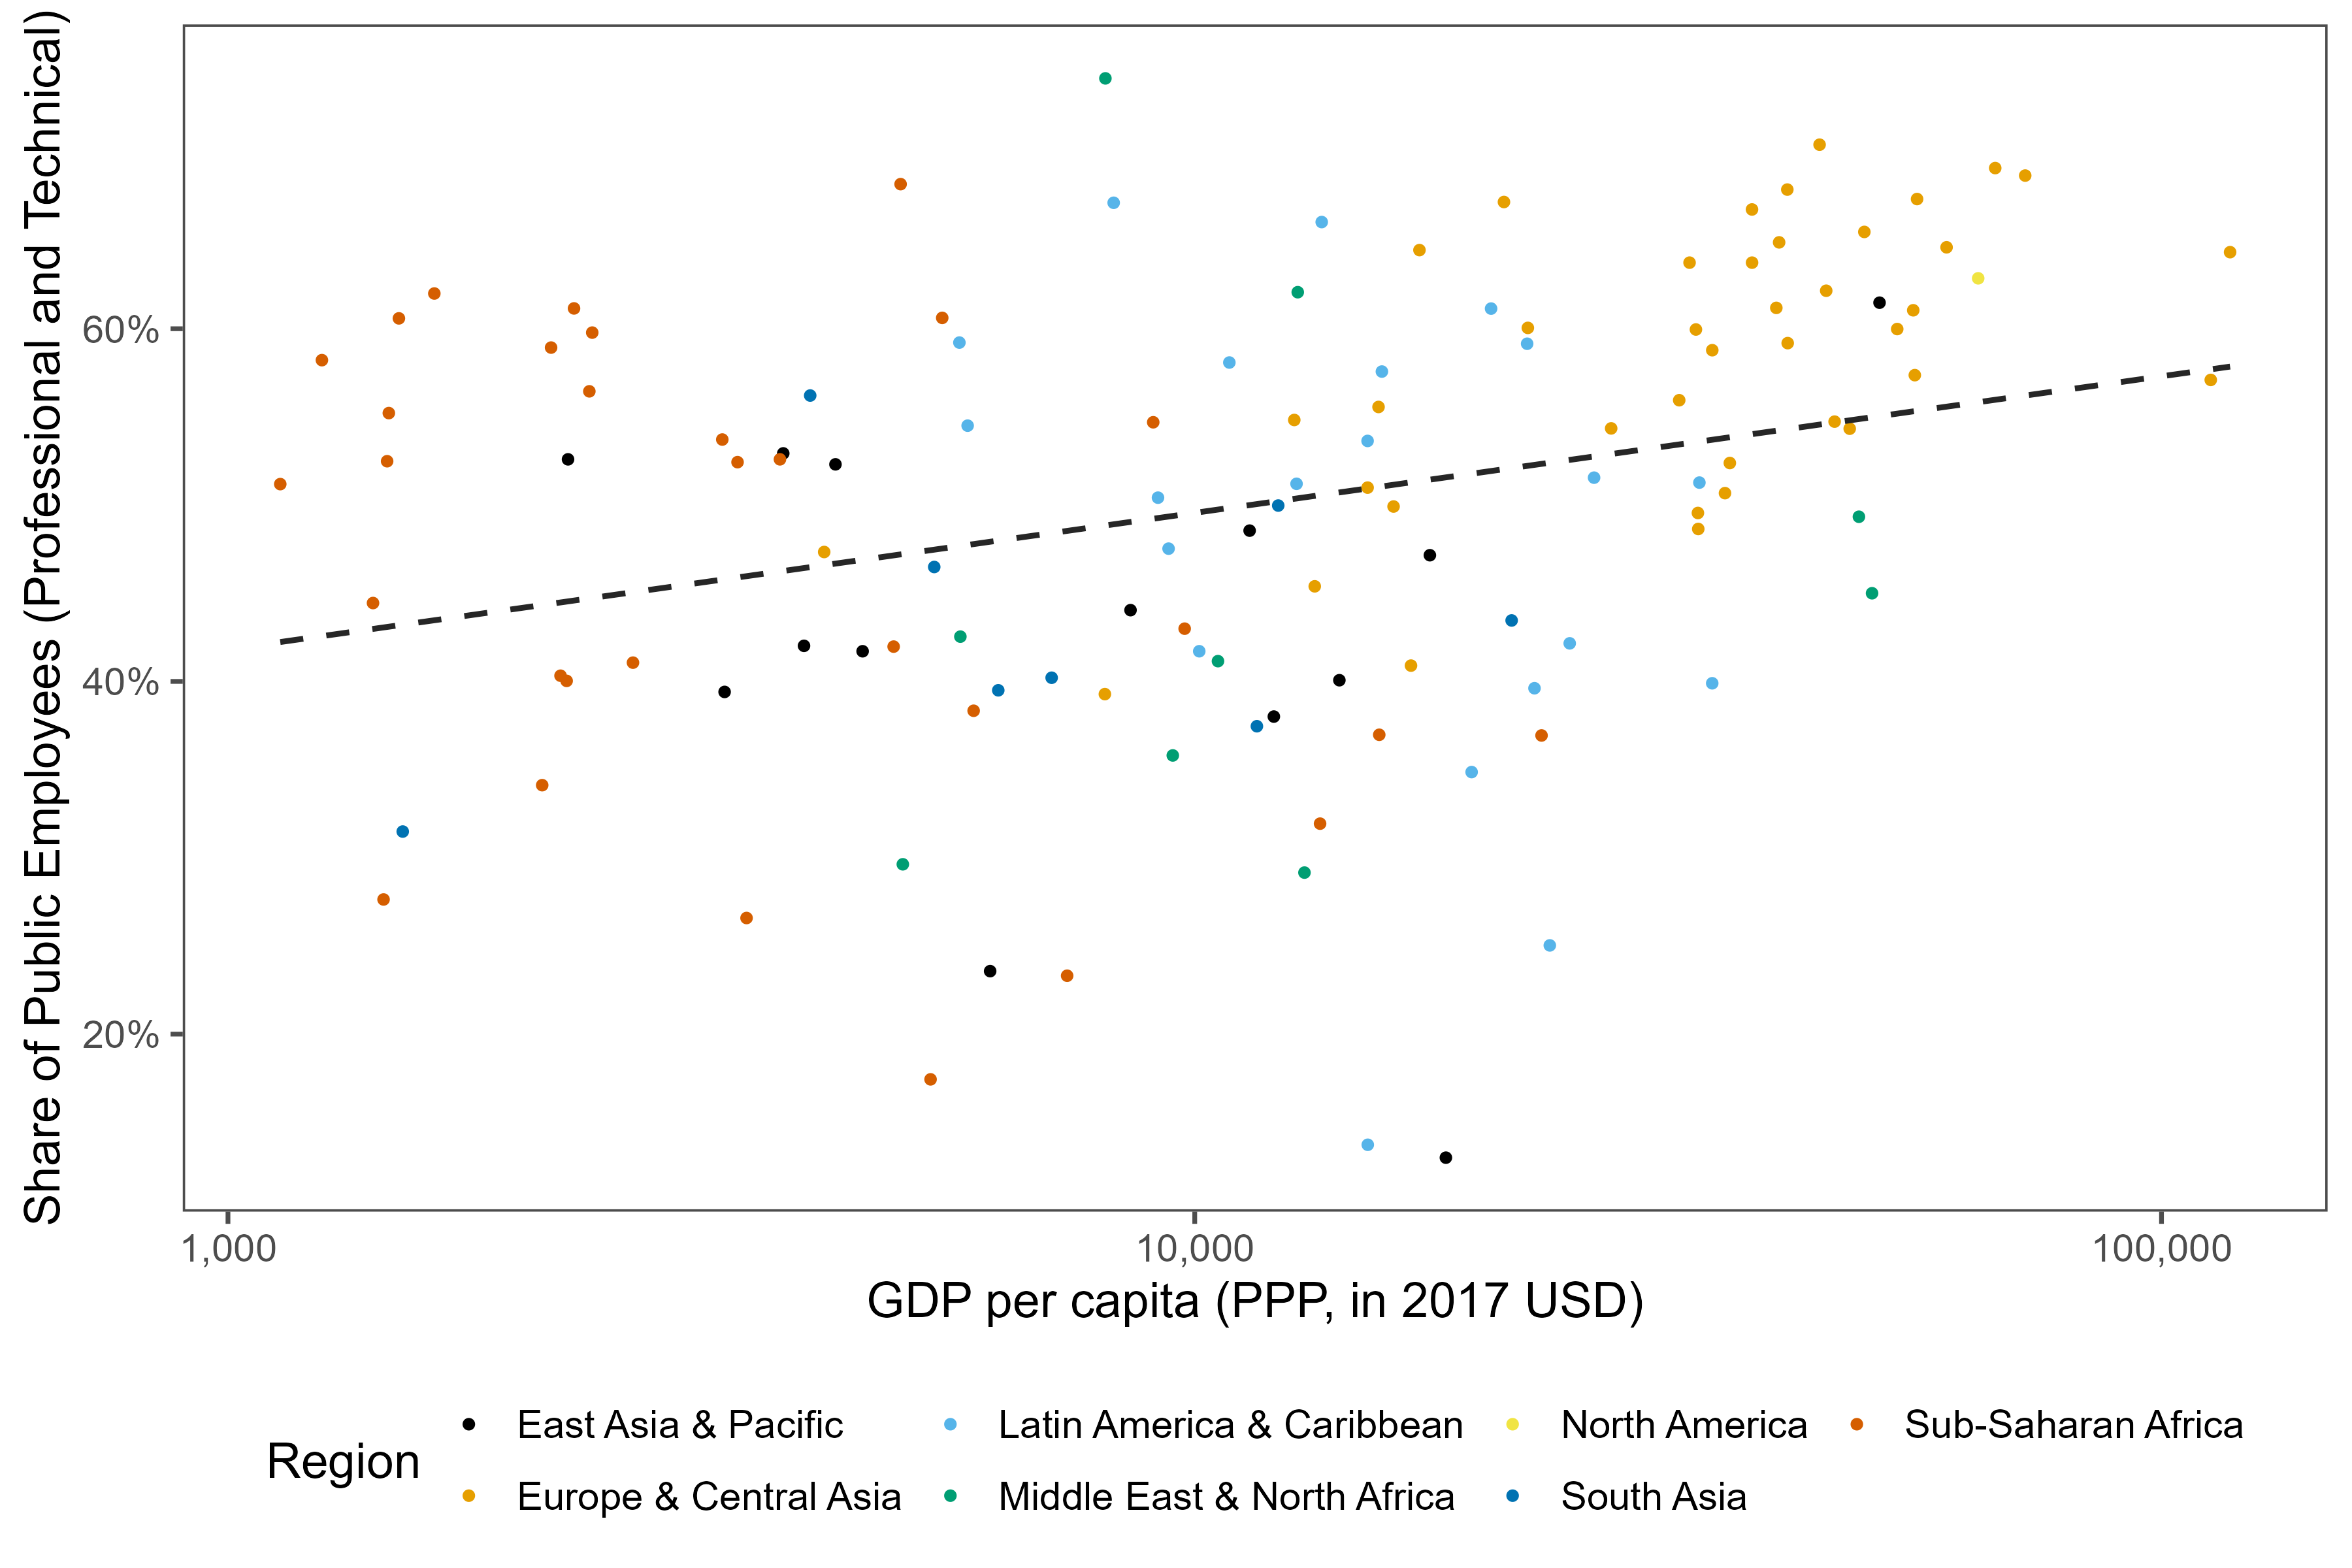 Share of Public Employees (Professional and Technical)
60%
40%
20%
1,000
10,000
100,000
GDP per capita (PPP, in 2017 USD)
Region
East Asia & Pacific
Latin America & Caribbean
North America
Sub-Saharan Africa
Europe & Central Asia
Middle East & North Africa
South Asia